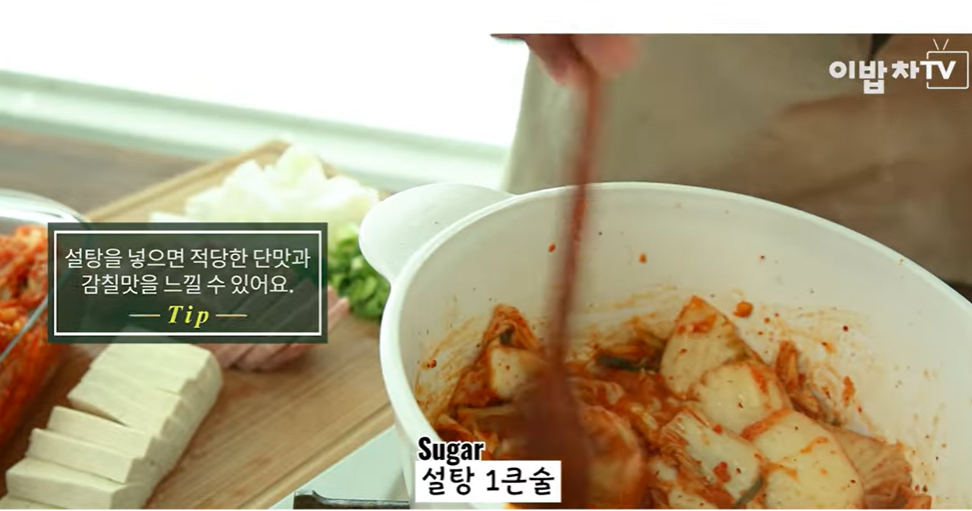 이밥차TV
설탕을 넣으면 적당한 단맛과
감칠맛을 느낄 수 있어요.
Tip
Sugar
설탕 1큰술